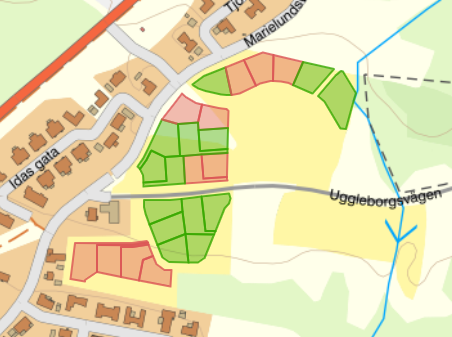 Marielundsv
Idas gata
Uggleborgsvägen